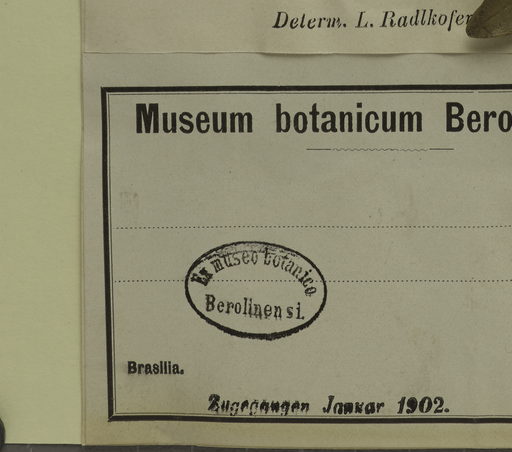 Determ. L. Radlkofer
Museum botanicum Bero
Ex museo botanico
Berolinensi.
Brasilia.
Zugegangen Januar 1902.